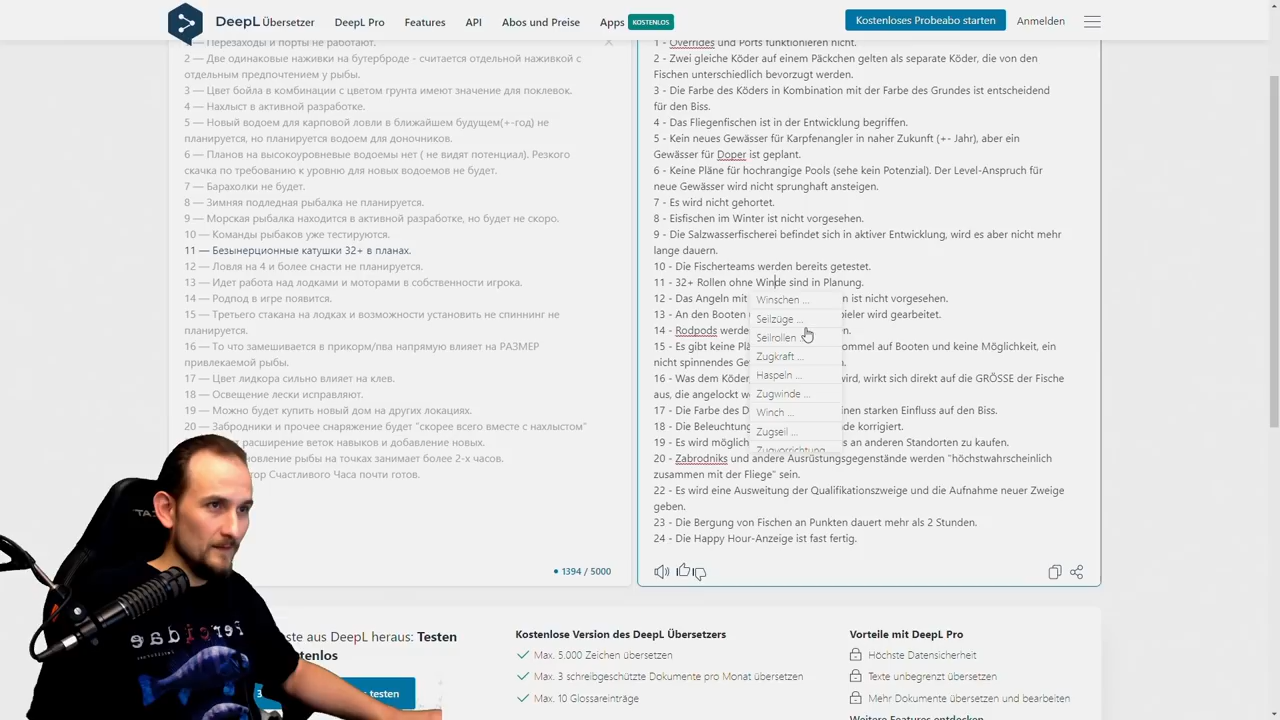 DeepL Übersetzer
DeepL Pro
Features
API
Abos und Preise
Apps
KOSTENLOS
Kostenloses Probeabo starten
Anmelden
— Перезаходы и порты не работают.
2 — Две одинаковые наживки на бутерброде - считается отдельной наживкой с
отдельным предпочтением у рыбы.
3 — Цвет бойла в комбинации с цветом грунта имеют значение для поклевок.
4 — Нахлыст в активной разработке.
5 — Новый водоем для карповой ловли в ближайшем будущем(+-год) не
планируется, но планируется водоем для доночников.
6 — Планов на высокоуровневые водоемы нет ( не видят потенциал). Резкого
скачка по требованию к уровню для новых водоемов не будет.
7 — Барахолки не будет.
8 — Зимняя подледная рыбалка не планируется.
9 — Морская рыбалка находится в активной разработке, но будет не скоро.
10 — Команды рыбаков уже тестируются.
11 — Безынерционные катушки 32+ в планах.
12 — Ловля на 4 и более снасти не планируется.
13 — Идет работа над лодками и моторами в собственности игрока.
14 — Родпод в игре появится.
15 — Третьего стакана на лодках и возможности установить не спиннинг не
планируется.
16 — То что замешивается в прикорм/пва напрямую влияет на РАЗМЕР
привлекаемой рыбы.
17 — Цвет лидкора сильно влияет на клев.
18 — Освещение лески исправляют.
19 — Можно будет купить новый дом на других локациях.
20 — Забродники и прочее снаряжение будет "скорее всего вместе с нахлыстом"
расширение веток навыков и добавление новых.
новление рыбы на точках занимает более 2-х часов.
тор Счастливого Часа почти готов.
1394 / 5000
1 - Overrides und Ports funktionieren nicht.
2 - Zwei gleiche Köder auf einem Päckchen gelten als separate Köder, die von den
Fischen unterschiedlich bevorzugt werden.
3 - Die Farbe des Köders in Kombination mit der Farbe des Grundes ist entscheidend
für den Biss.
4 - Das Fliegenfischen ist in der Entwicklung begriffen.
5 - Kein neues Gewässer für Karpfenangler in naher Zukunft (+- Jahr), aber ein
Gewässer für Doper ist geplant.
6 - Keine Pläne für hochrangige Pools (sehe kein Potenzial). Der Level-Anspruch für
neue Gewässer wird nicht sprunghaft ansteigen.
7 - Es wird nicht gehortet.
8 - Eisfischen im Winter ist nicht vorgesehen.
9 - Die Salzwasserfischerei befindet sich in aktiver Entwicklung, wird es aber nicht mehr
lange dauern.
10 - Die Fischerteams werden bereits getestet.
11 - 32+ Rollen ohne Winde sind in Planung.
12 - Das Angeln mit n ist nicht vorgesehen.
13 - An den Booten ieler wird gearbeitet.
14 - Rodpods werde n.
15 - Es gibt keine Plä ommel auf Booten und keine Möglichkeit, ein
nicht spinnendes Ge
16 - Was dem Köder wird, wirkt sich direkt auf die GRÖSSE der Fische
aus, die angelockt w
17 - Die Farbe des D inen starken Einfluss auf den Biss.
18 - Die Beleuchtung de korrigiert.
19 - Es wird möglich s an anderen Standorten zu kaufen.
20 - Zabrodniks und andere Ausrüstungsgegenstände werden "höchstwahrscheinlich
zusammen mit der Fliege" sein.
22 - Es wird eine Ausweitung der Qualifikationszweige und die Aufnahme neuer Zweige
geben.
23 - Die Bergung von Fischen an Punkten dauert mehr als 2 Stunden.
24 - Die Happy Hour-Anzeige ist fast fertig.
Winschen ...
Seilzüge ...
Seilrollen ...
Zugkraft ...
Haspeln ...
Zugwinde ...
Winch ...
Zugseil ...
Zugvorrichtung
ste aus DeepL heraus: Testen
enlos
testen
Kostenlose Version des DeepL Übersetzers
Max. 5.000 Zeichen übersetzen
Max. 3 schreibgeschützte Dokumente pro Monat übersetzen
Max. 10 Glossareinträge
Vorteile mit DeepL Pro
Höchste Datensicherheit
Texte unbegrenzt übersetzen
Mehr Dokumente übersetzen und bearbeiten
Weitere Features entdecken